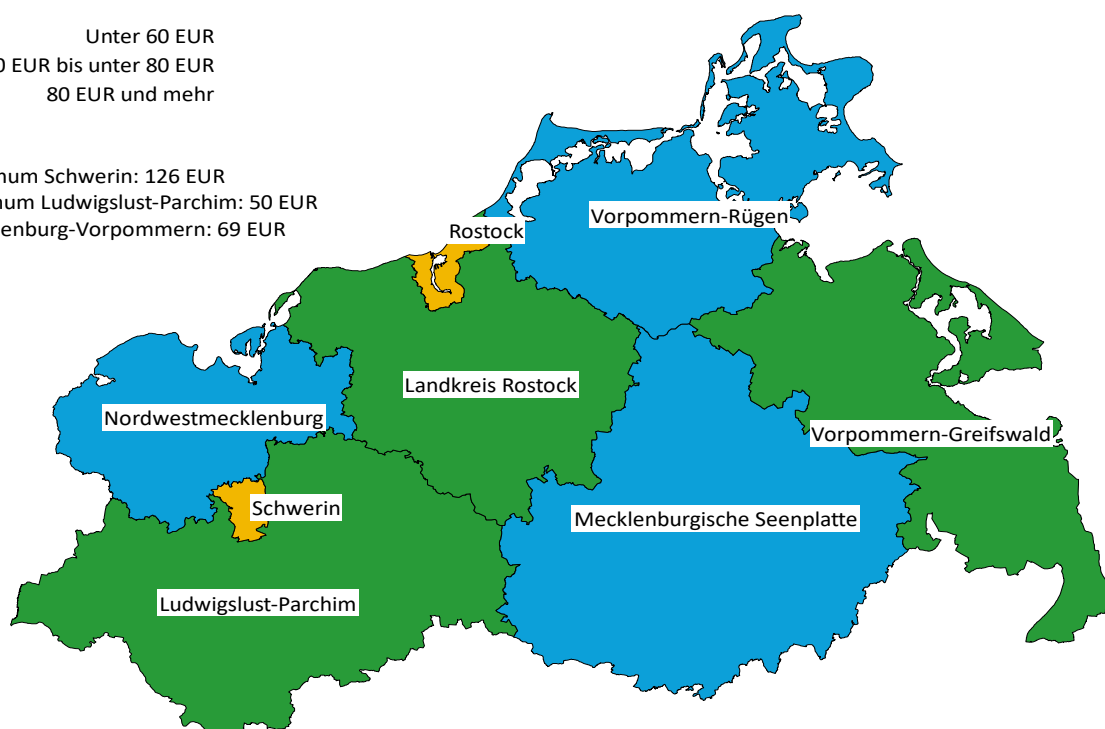 Unter 60 EUR
0 EUR bis unter 80 EUR
80 EUR und mehr
num Schwerin: 126 EUR
num Ludwigslust-Parchim: 50 EUR
lenburg-Vorpommern: 69 EUR
Vorpommern-Rügen
Rostock
Landkreis Rostock
Nordwestmecklenburg
Vorpommern-Greifswald
Schwerin
Mecklenburgische Seenplatte
Ludwigslust-Parchim